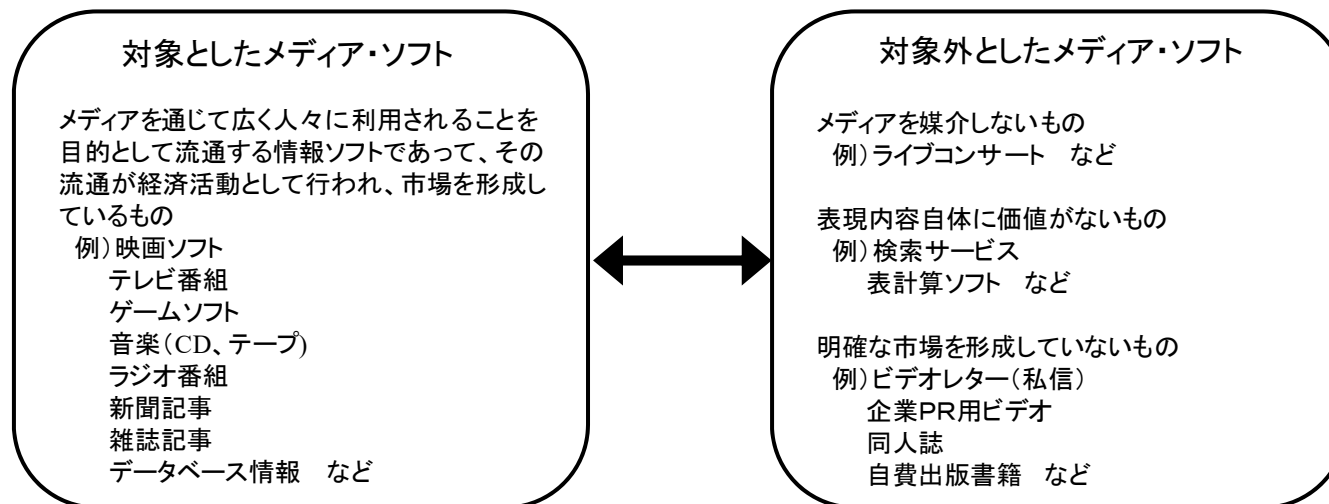 対象としたメディア・ソフト
メディアを通じて広く人々に利用されることを
目的として流通する情報ソフトであって、その
流通が経済活動として行われ、市場を形成し
ているもの
例）映画ソフト
テレビ番組
ゲームソフト
音楽（CD、テープ)
ラジオ番組
新聞記事
雑誌記事
データベース情報　など
対象外としたメディア・ソフト
メディアを媒介しないもの
例）ライブコンサート　など
表現内容自体に価値がないもの
例）検索サービス
表計算ソフト　など
明確な市場を形成していないもの
例）ビデオレター（私信）
企業ＰＲ用ビデオ
同人誌
自費出版書籍　など